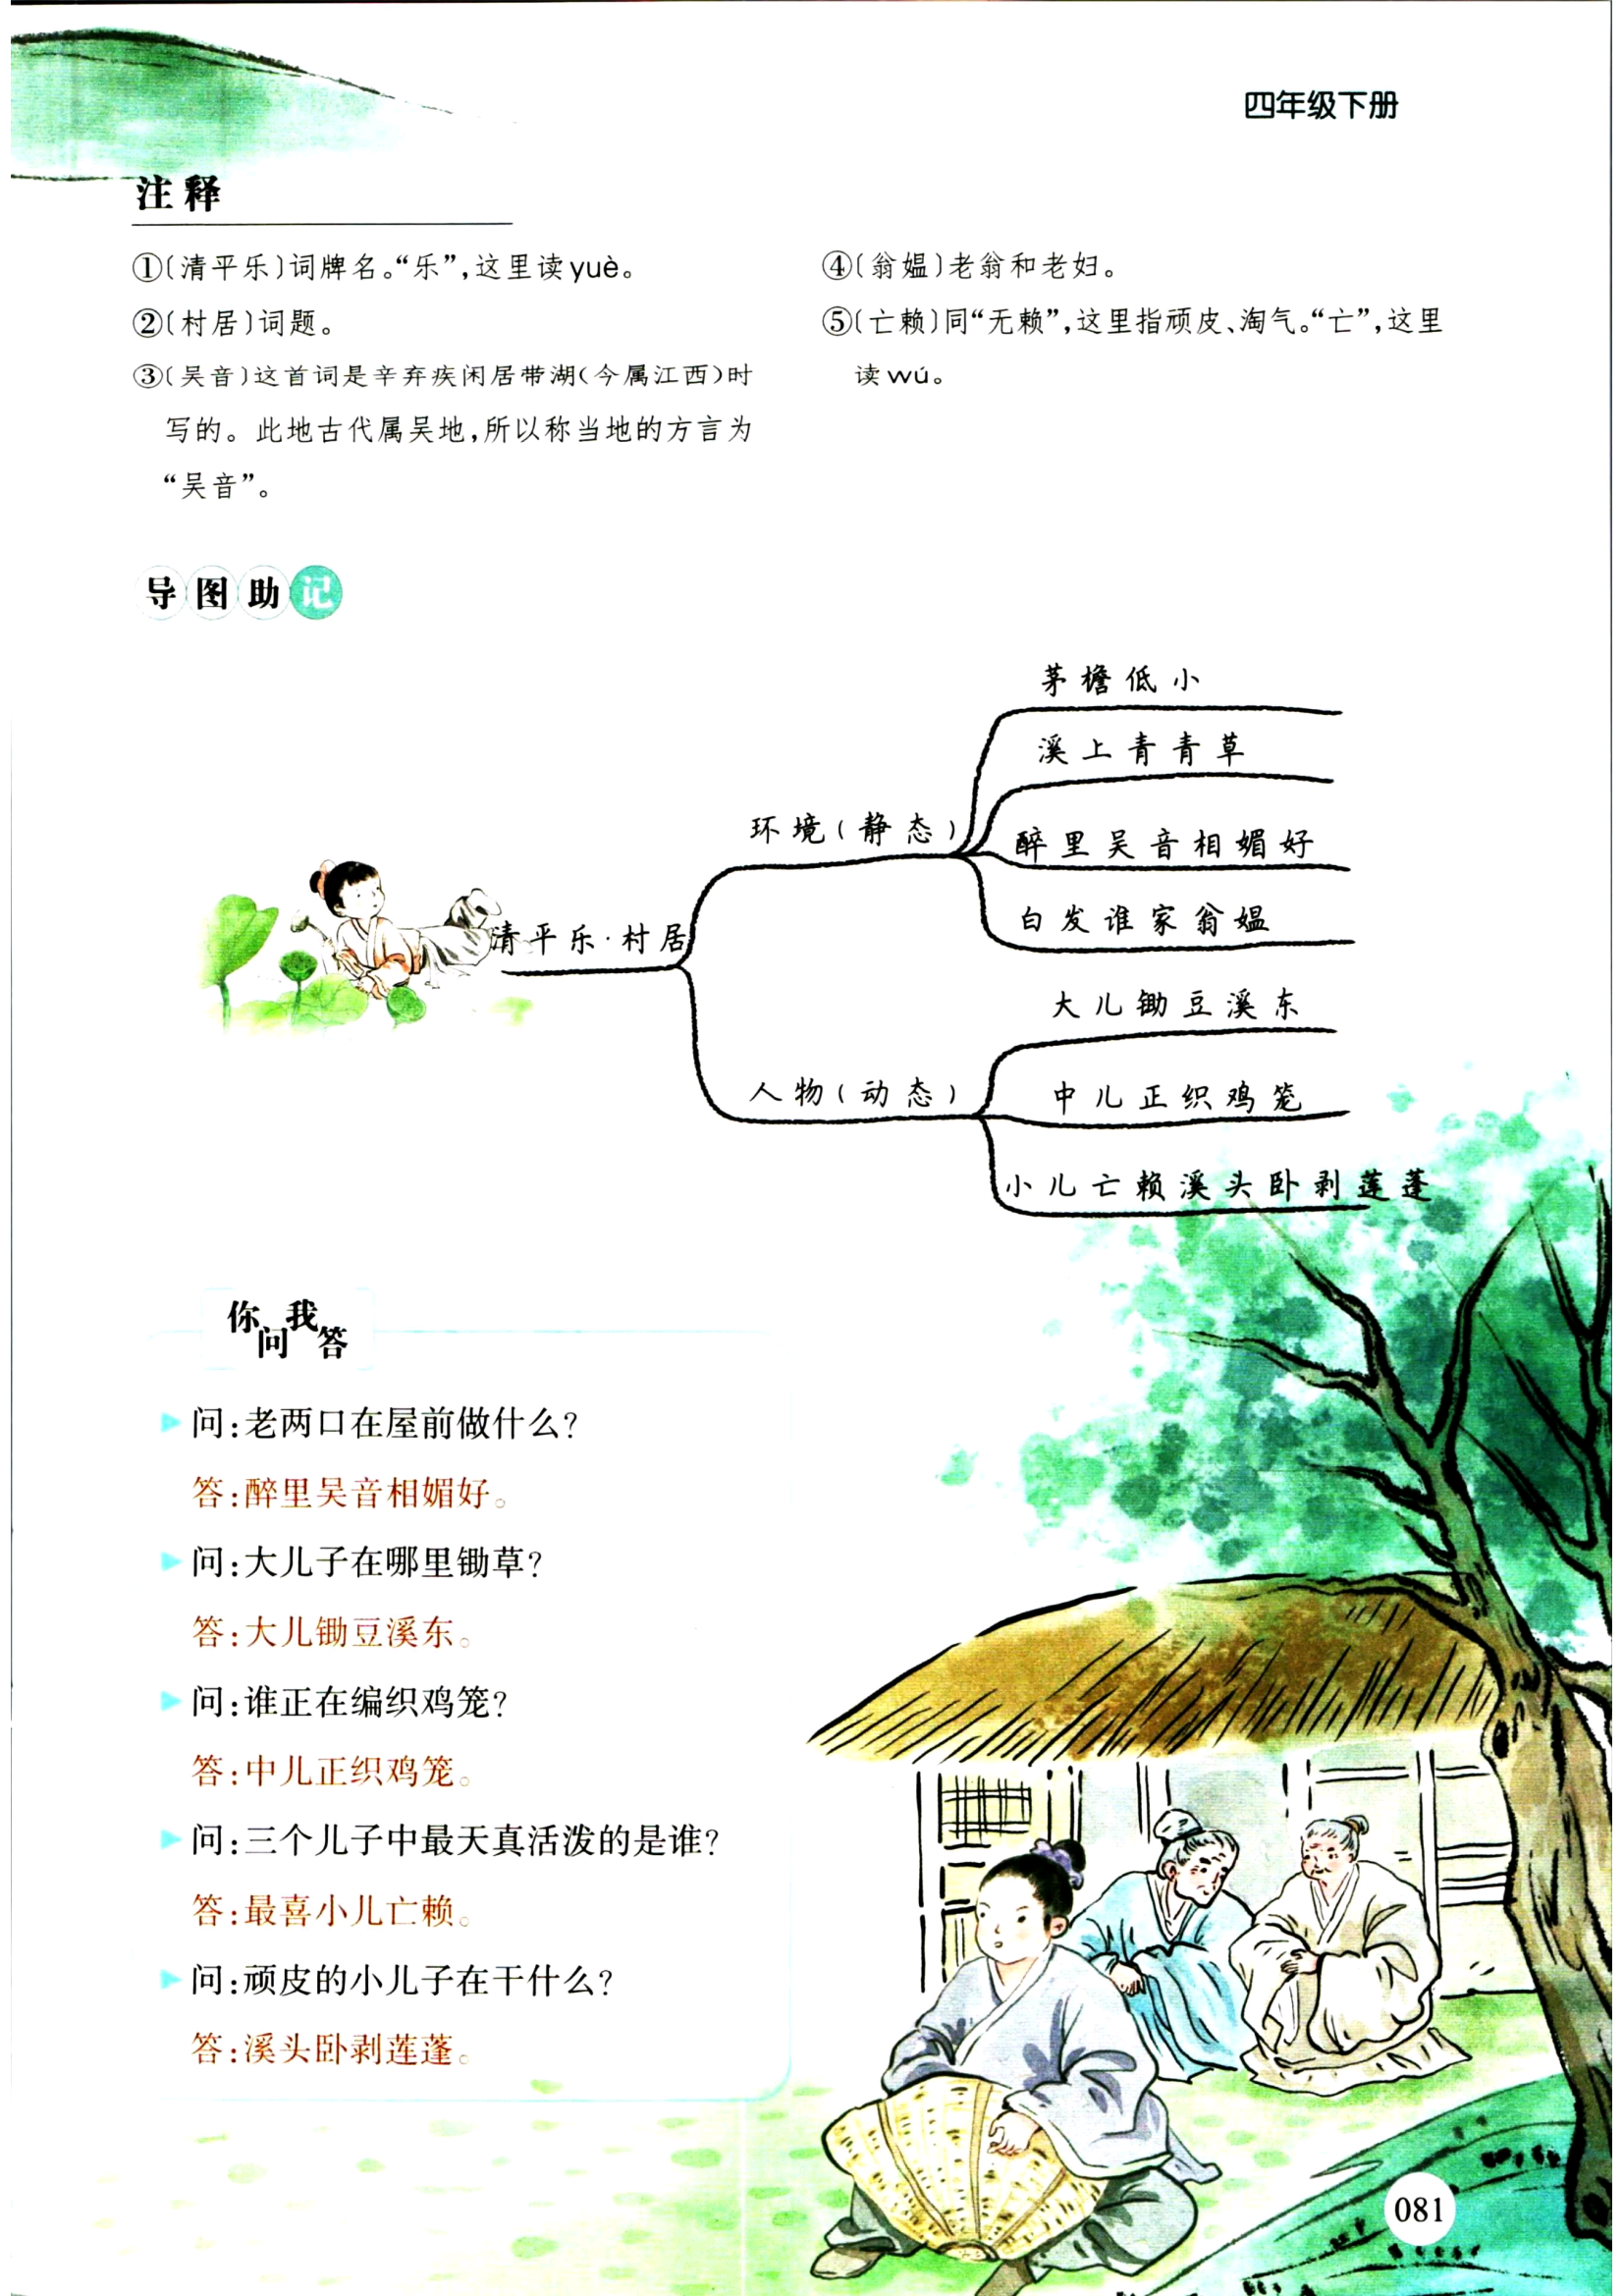 四年级下册
注释
①〔清平乐〕词牌名。“乐”,这里读yuè。
②〔村居〕词题。
③〔吴音〕这首词是辛弃疾闲居带湖(今属江西)时
写的。此地古代属吴地,所以称当地的方言为
“吴音”。
④〔翁媪〕老翁和老妇。
⑤〔亡赖〕同“无赖”,这里指顽皮、淘气。“亡”,这里
读wú。
导图助记
清平乐·村居
环境(静态)
茅檐低小
溪上青青草
醉里吴音相媚好
白发谁家翁媪
人物(动态)
大儿锄豆溪东
中儿正织鸡笼
小儿亡赖溪头卧剥莲蓬
你问我答
问:老两口在屋前做什么?
答:醉里吴音相媚好。
问:大儿子在哪里锄草?
答:大儿锄豆溪东。
问:谁正在编织鸡笼?
答:中儿正织鸡笼。
问:三个儿子中最天真活泼的是谁?
答:最喜小儿亡赖。
问:顽皮的小儿子在干什么?
答:溪头卧剥莲蓬。
081